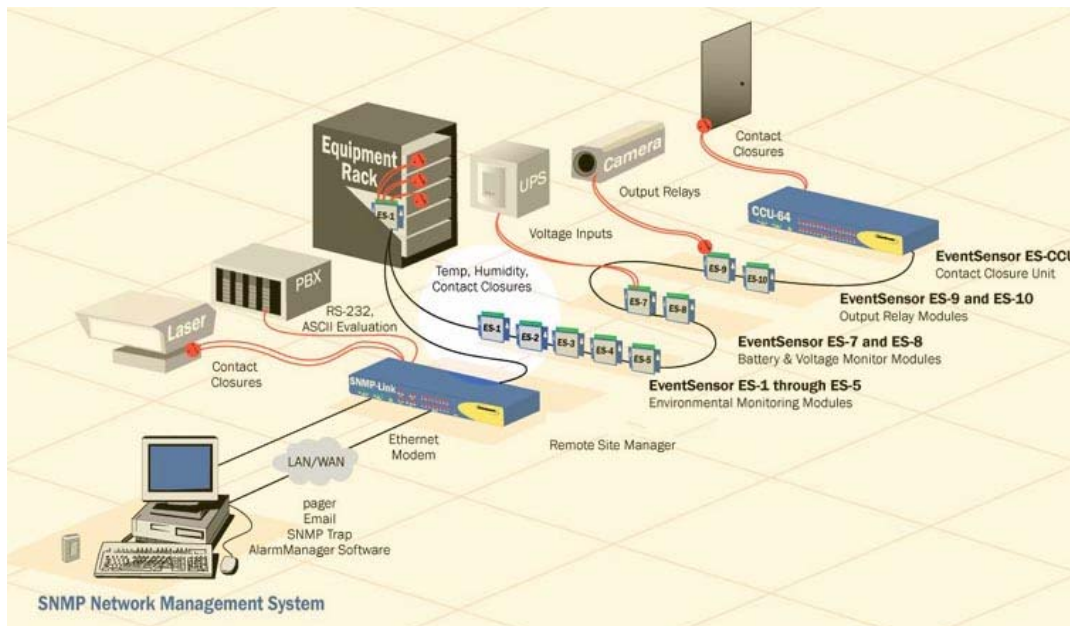 Contact
Closures
Equipment
Rack
ES-1
UPS
Camera
Output Relays
CCU-64
Voltage Inputs
EventSensor ES-CCU
Contact Closure Unit
ES-9
ES-10
Temp, Humidity,
Contact Closures
PBX
RS-232,
ASCII Evaluation
EventSensor ES-9 and ES-10
Output Relay Modules
ES-7
ES-8
Laser
ES-1
ES-2
ES-3
ES-4
ES-5
EventSensor ES-7 and ES-8
Battery & Voltage Monitor Modules
Contact
Closures
SNMP-Link
EventSensor ES-1 through ES-5
Environmental Monitoring Modules
Ethernet
Modem
Remote Site Manager
LAN/WAN
pager
Email
SNMP Trap
AlarmManager Software
SNMP Network Management System